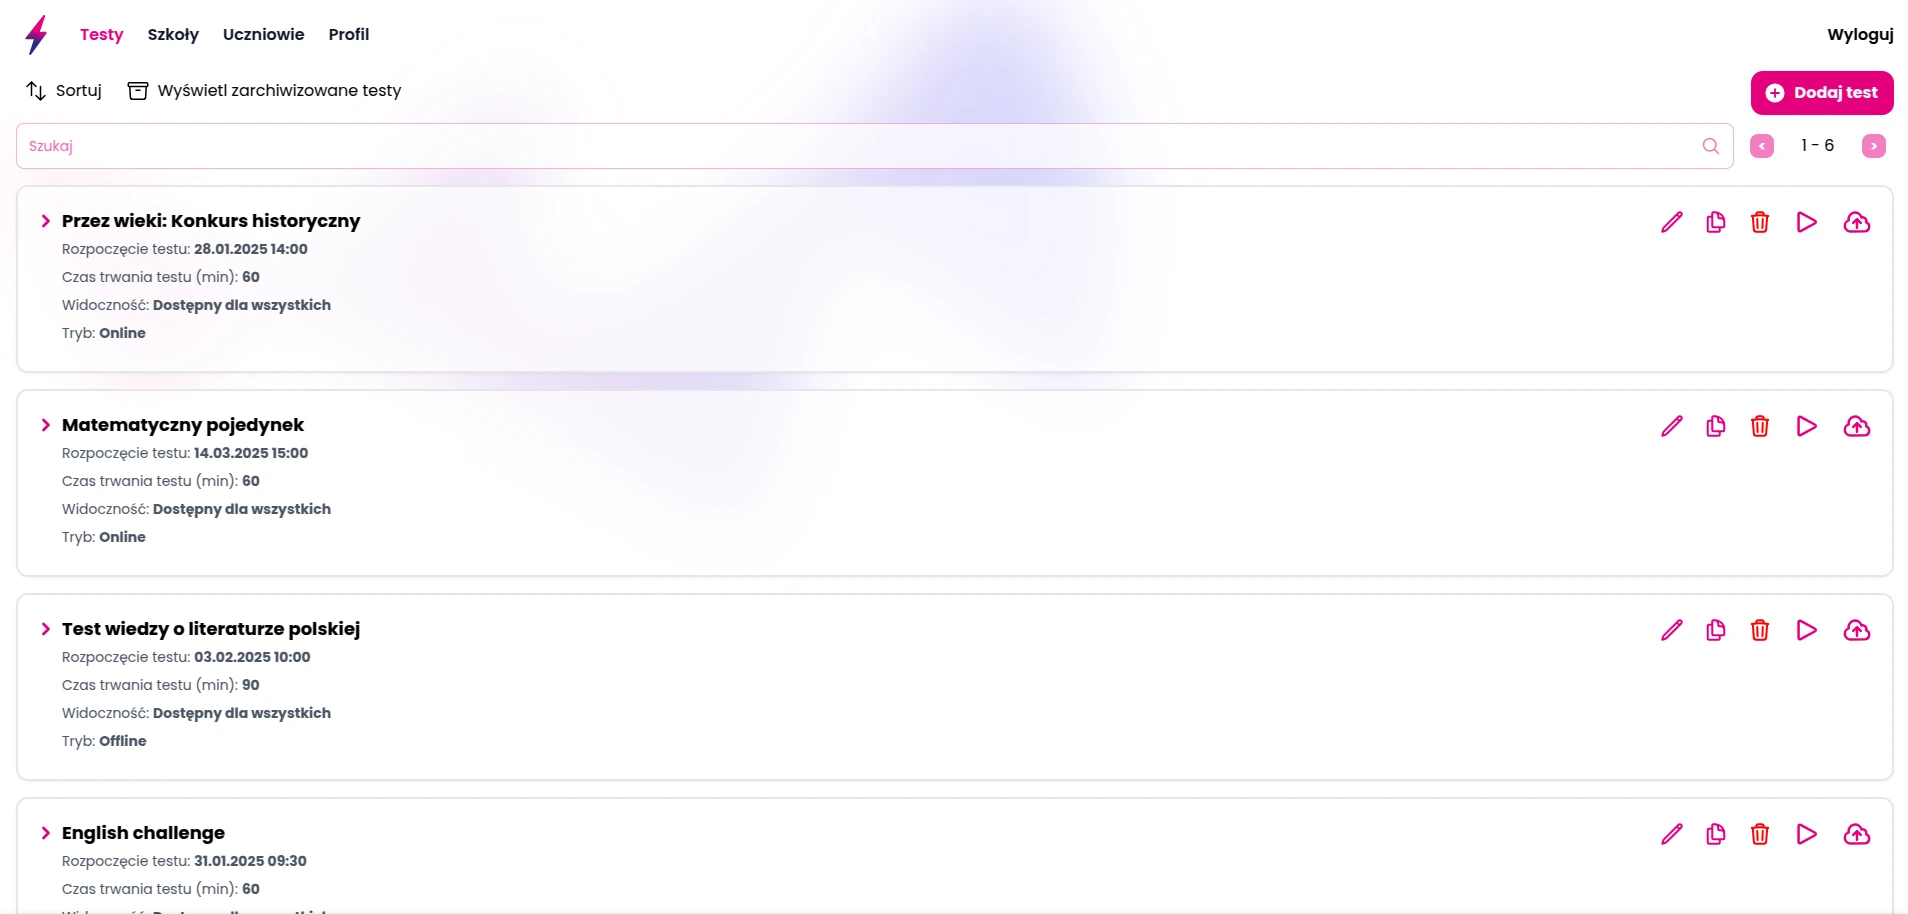 Testy Szkoły Uczniowie Profil Wyloguj
Sortuj Wyświetl zarchiwizowane testy Dodaj test
Szukaj < 1 - 6 >
Przez wieki: Konkurs historyczny
Rozpoczęcie testu: 28.01.2025 14:00
Czas trwania testu (min): 60
Widoczność: Dostępny dla wszystkich
Tryb: Online
Matematyczny pojedynek
Rozpoczęcie testu: 14.03.2025 15:00
Czas trwania testu (min): 60
Widoczność: Dostępny dla wszystkich
Tryb: Online
Test wiedzy o literaturze polskiej
Rozpoczęcie testu: 03.02.2025 10:00
Czas trwania testu (min): 90
Widoczność: Dostępny dla wszystkich
Tryb: Offline
English challenge
Rozpoczęcie testu: 31.01.2025 09:30
Czas trwania testu (min): 60